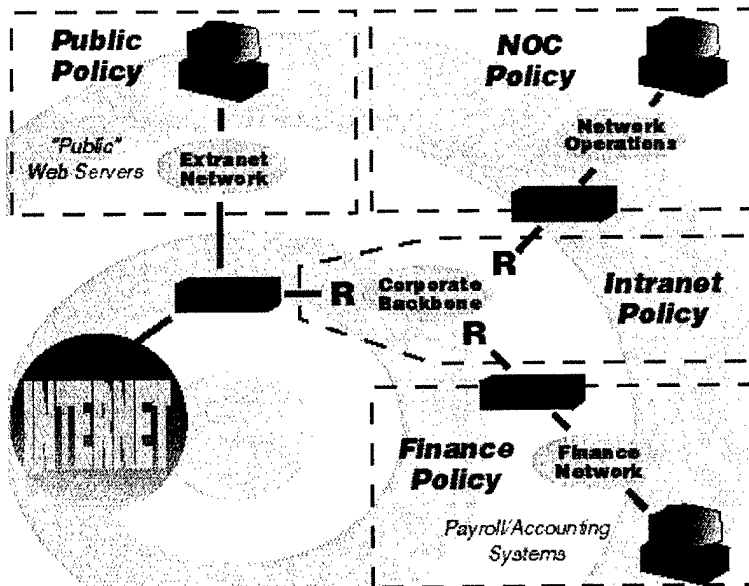 Public
Policy
"Public"
Web Servers
Extranet
Network
NOC
Policy
Network
Operations
R
R
Corporate
Backbone
R
Intranet
Policy
Finance
Policy
Finance
Network
Payroll/Accounting
Systems